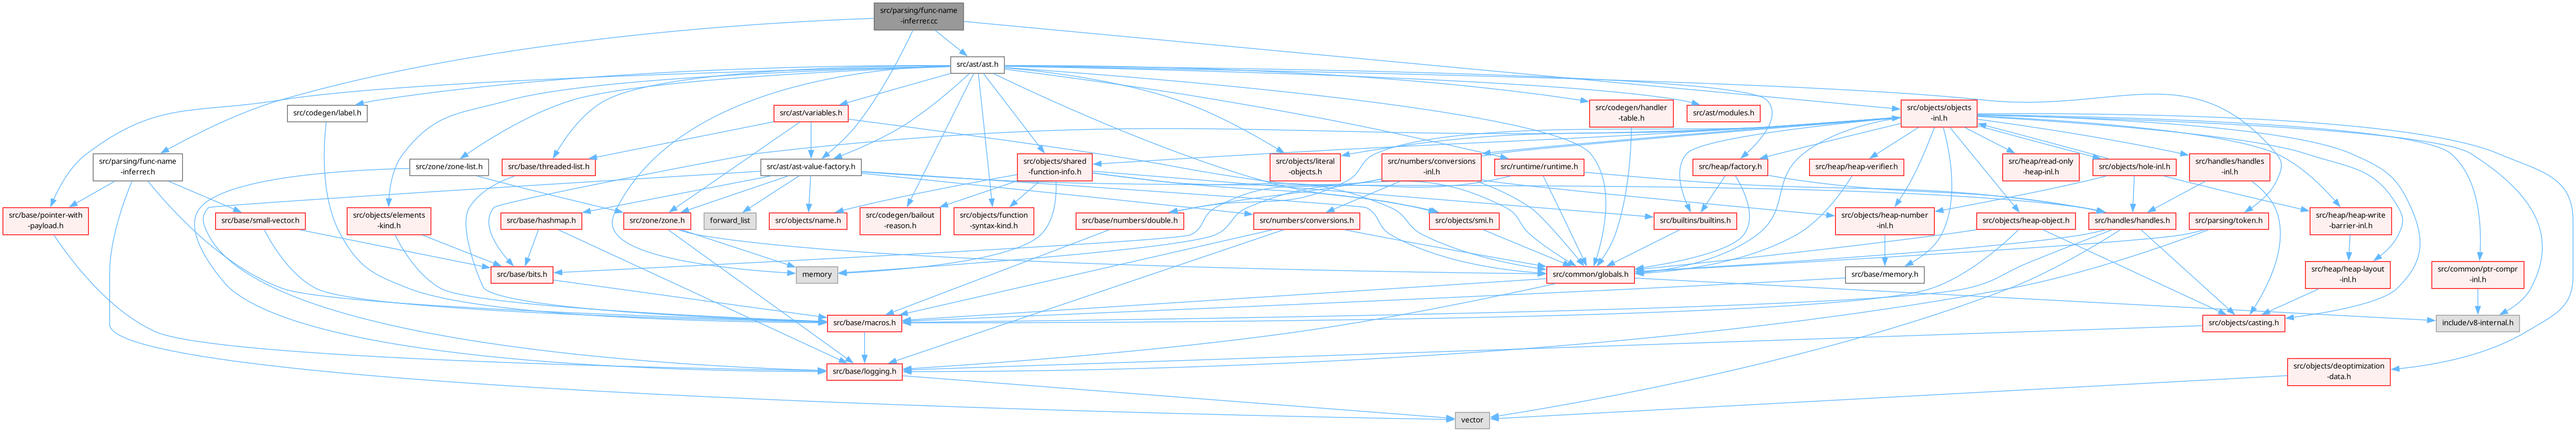 src/parsing/func-name
-inferrer.cc
src/ast/ast.h
src/codegen/label.h
src/ast/variables.h
src/codegen/handler
-table.h
src/ast/modules.h
src/objects/objects
-inl.h
src/parsing/func-name
-inferrer.h
src/zone/zone-list.h
src/base/threaded-list.h
src/ast/ast-value-factory.h
src/objects/shared
-function-info.h
src/objects/literal
-objects.h
src/numbers/conversions
-inl.h
src/runtime/runtime.h
src/heap/factory.h
src/heap/heap-verifier.h
src/heap/read-only
-heap-inl.h
src/objects/hole-inl.h
src/handles/handles
-inl.h
src/base/pointer-with
-payload.h
src/base/small-vector.h
src/objects/elements
-kind.h
src/base/hashmap.h
src/zone/zone.h
forward_list
src/objects/name.h
src/codegen/bailout
-reason.h
src/objects/function
-syntax-kind.h
src/base/numbers/double.h
src/numbers/conversions.h
src/objects/smi.h
src/builtins/builtins.h
src/objects/heap-number
-inl.h
src/objects/heap-object.h
src/handles/handles.h
src/parsing/token.h
src/heap/heap-write
-barrier-inl.h
src/base/bits.h
memory
src/common/globals.h
src/base/memory.h
src/heap/heap-layout
-inl.h
src/common/ptr-compr
-inl.h
src/base/macros.h
src/objects/casting.h
include/v8-internal.h
src/base/logging.h
src/objects/deoptimization
-data.h
vector